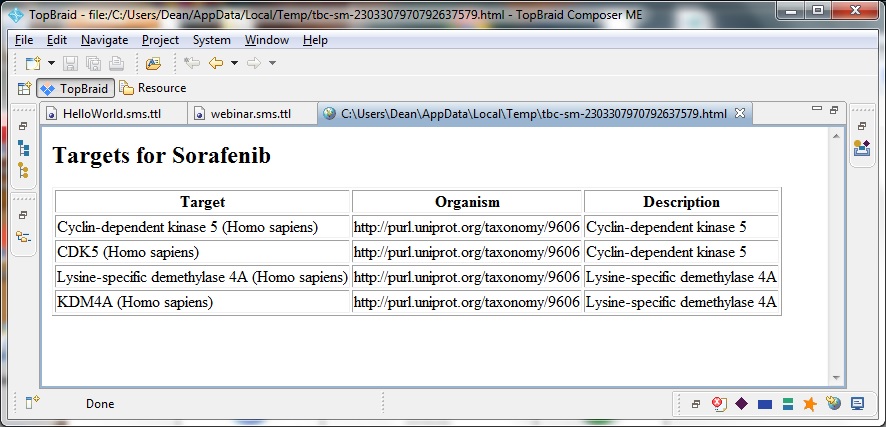 TopBraid - file:/C:/Users/Dean/AppData/Local/Temp/tbc-sm-2303307970792637579.html - TopBraid Composer ME
File Edit Navigate Project System Window Help
TopBraid Resource
HelloWorld.sms.ttl webinar.sms.ttl C:\Users\Dean\AppData\Local\Temp\tbc-sm-2303307970792637579.html
Targets for Sorafenib
Target Organism Description
Cyclin-dependent kinase 5 (Homo sapiens) http://purl.uniprot.org/taxonomy/9606 Cyclin-dependent kinase 5
CDK5 (Homo sapiens) http://purl.uniprot.org/taxonomy/9606 Cyclin-dependent kinase 5
Lysine-specific demethylase 4A (Homo sapiens) http://purl.uniprot.org/taxonomy/9606 Lysine-specific demethylase 4A
KDM4A (Homo sapiens) http://purl.uniprot.org/taxonomy/9606 Lysine-specific demethylase 4A
Done